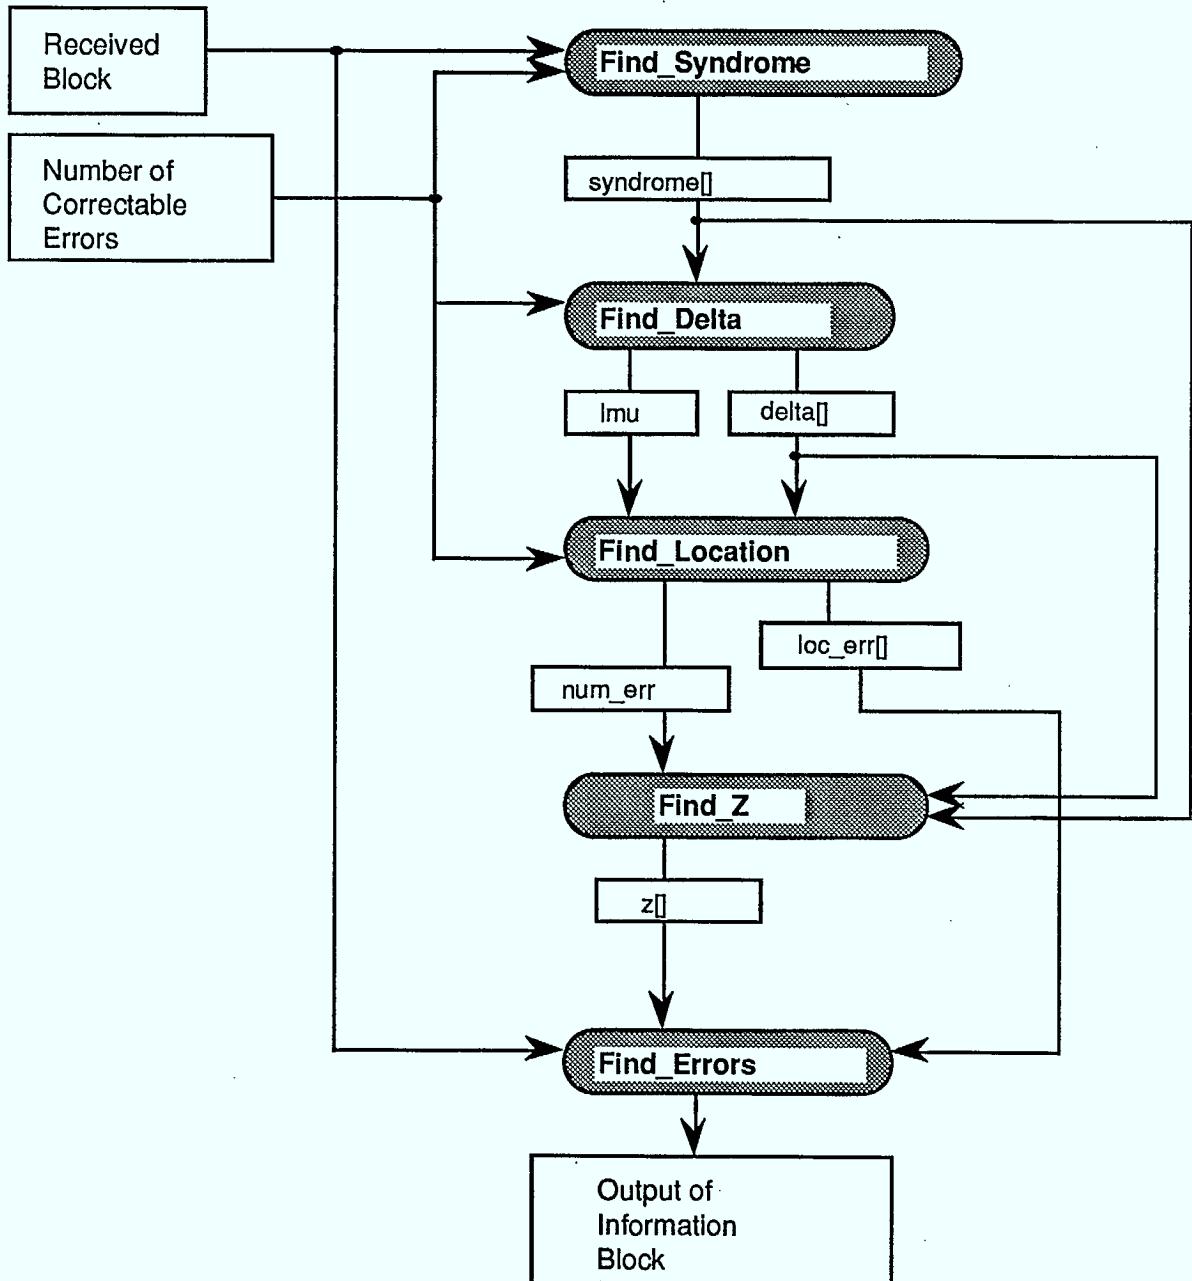 Received
Block
Find_Syndrome
Number of
Correctable
Errors
syndrome[]
Find_Delta
lmu
delta[]
Find_Location
loc_err[]
num_err
Find_Z
z[]
Find_Errors
Output of
Information
Block